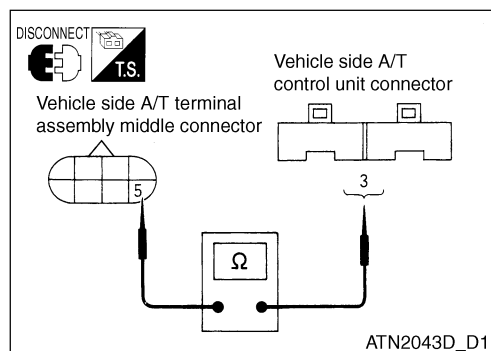 DISCONNECT
T.S.
Vehicle side A/T
control unit connector
Vehicle side A/T terminal
assembly middle connector
5
3
Ω
ATN2043D_D1